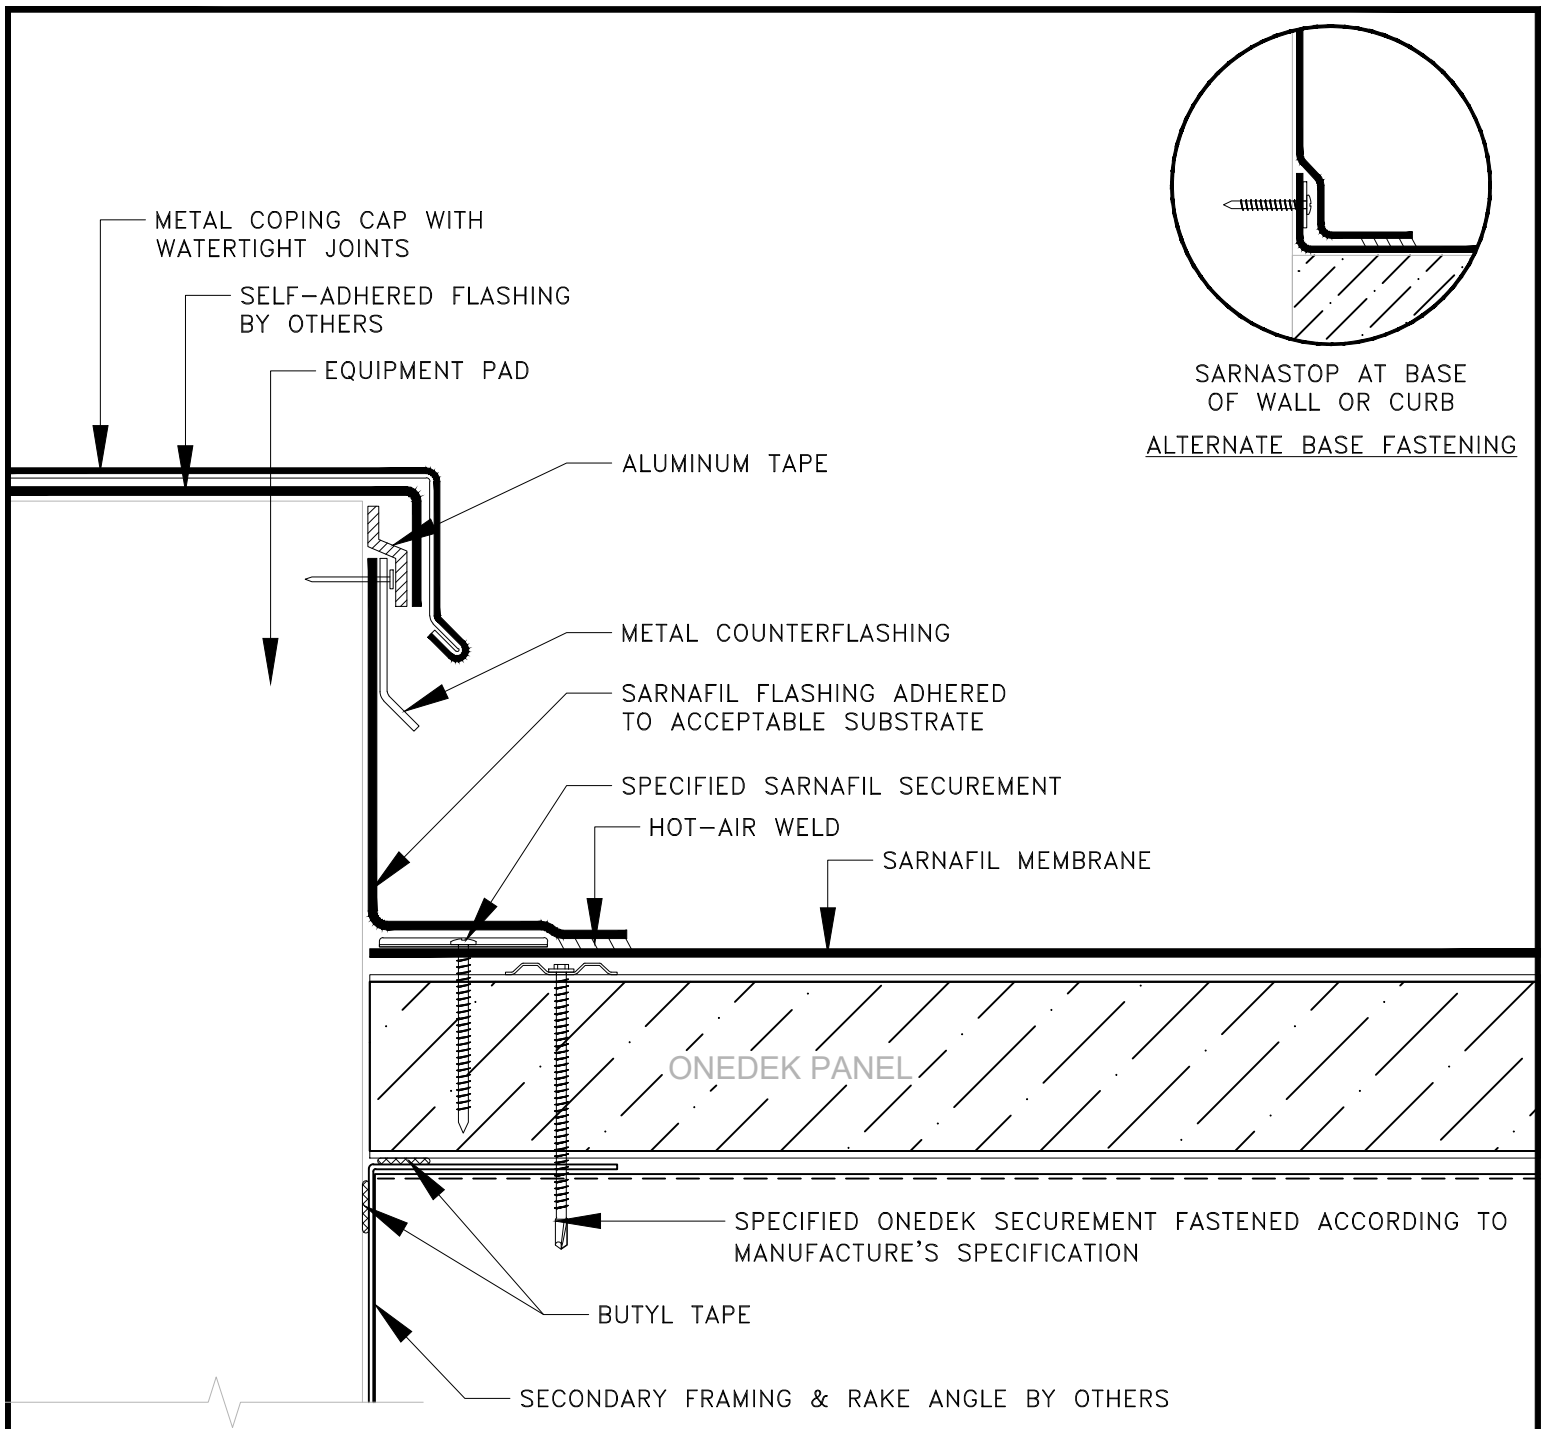 METAL COPING CAP WITH
WATERTIGHT JOINTS
SELF-ADHERED FLASHING
BY OTHERS
EQUIPMENT PAD
SARNASTOP AT BASE
OF WALL OR CURB
ALTERNATE BASE FASTENING
ALUMINUM TAPE
METAL COUNTERFLASHING
SARNAFIL FLASHING ADHERED
TO ACCEPTABLE SUBSTRATE
SPECIFIED SARNAFIL SECUREMENT
HOT-AIR WELD
SARNAFIL MEMBRANE
ONEDEK PANEL
SPECIFIED ONEDEK SECUREMENT FASTENED ACCORDING TO
MANUFACTURE'S SPECIFICATION
BUTYL TAPE
SECONDARY FRAMING & RAKE ANGLE BY OTHERS